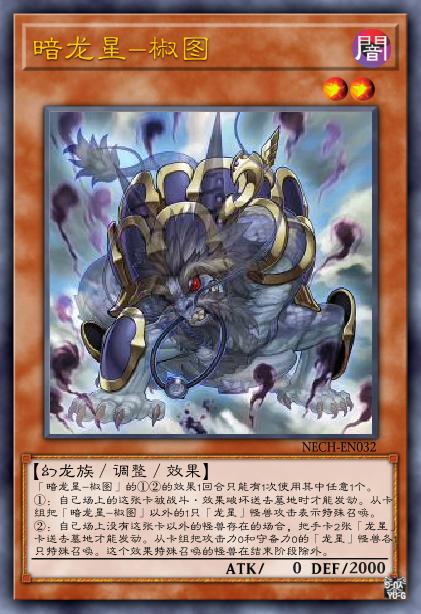 暗龙星-椒图
闇
NECH-EN032
【幻龙族／调整／效果】
「暗龙星-椒图」的①②的效果1回合只能有1次使用其中任意1个。
①：自己场上的这张卡被战斗·效果破坏送去墓地时才能发动。从卡
组把「暗龙星-椒图」以外的1只「龙星」怪兽攻击表示特殊召唤。
②：自己场上没有这张卡以外的怪兽存在的场合，把手卡2张「龙星」
卡送去墓地才能发动。从卡组把攻击力0和守备力0的「龙星」怪兽各1
只特殊召唤。这个效果特殊召唤的怪兽在结束阶段除外。
ATK/ 0 DEF/2000